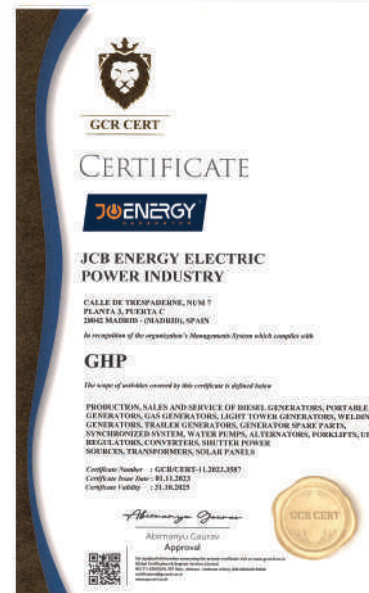 GCR CERT
CERTIFICATE
ENERGY
JCB ENERGY ELECTRIC
POWER INDUSTRY
CALLE DE TRESPADERNE, NUM 7
PLANTA 3, PUERTA C
28042 MADRID - (MADRID), SPAIN
In recognition of the organization's Managements System which complies with
GHP
The scope of activities covered by this certificate is defined below
PRODUCTION, SALES AND SERVICE OF DIESEL GENERATORS, PORTABLE
GENERATORS, GAS GENERATORS, LIGHT TOWER GENERATORS, WELDIN
GENERATORS, TRAILER GENERATORS, GENERATOR SPARE PARTS,
SYNCHRONIZED SYSTEM, WATER PUMPS, ALTERNATORS, FORKLIFTS, UP
REGULATORS, CONVERTERS, SHUTTER POWER
SOURCES, TRANSFORMERS, SOLAR PANELS
Certificate Number : GCR/CERT-11.2023.3987
Certificate Issue Date : 01.11.2023
Certificate Validity : 31.10.2025
Abimanyu Gaurav
Approval
GCR CERT